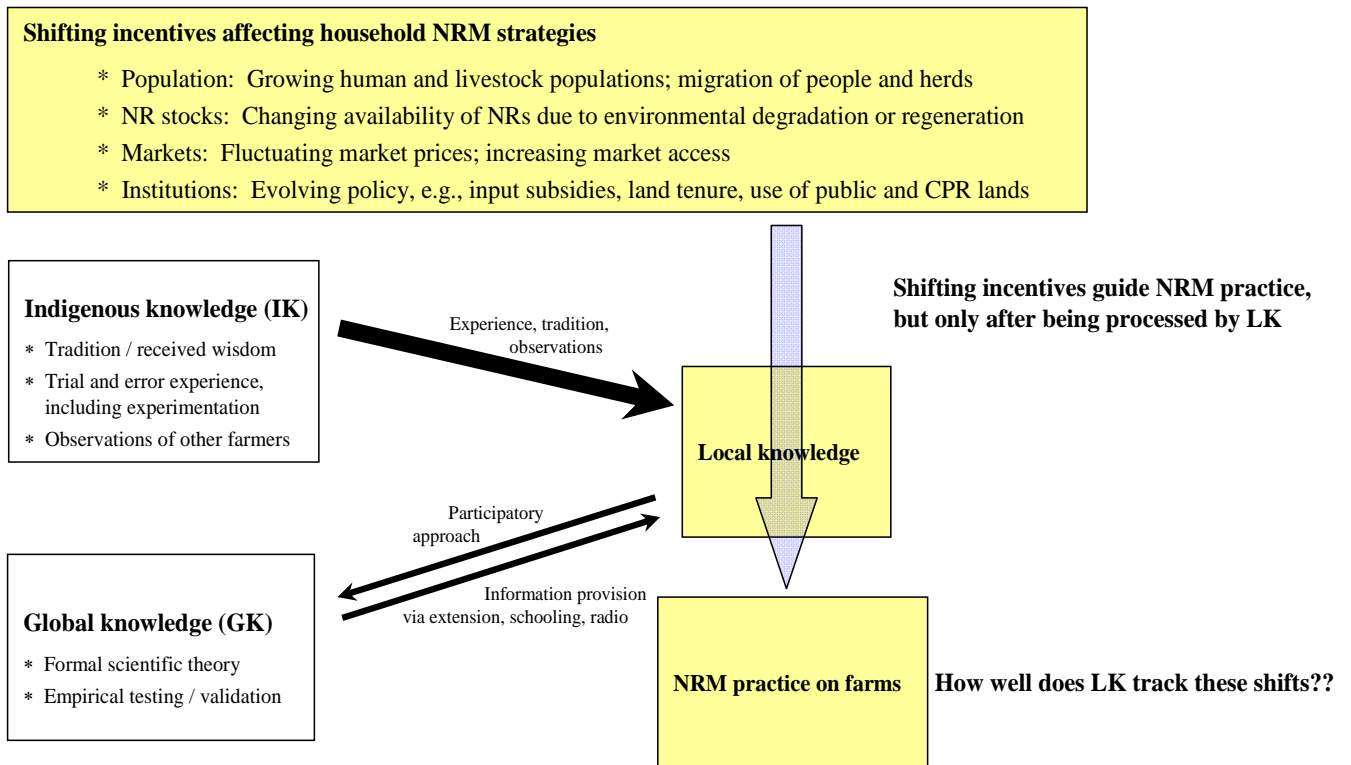 Shifting incentives affecting household NRM strategies
* Population: Growing human and livestock populations; migration of people and herds
* NR stocks: Changing availability of NRs due to environmental degradation or regeneration
* Markets: Fluctuating market prices; increasing market access
* Institutions: Evolving policy, e.g., input subsidies, land tenure, use of public and CPR lands
Shifting incentives guide NRM practice,
but only after being processed by LK
Indigenous knowledge (IK)
* Tradition / received wisdom
* Trial and error experience,
including experimentation
* Observations of other farmers
Experience, tradition,
observations
Local knowledge
Participatory
approach
Information provision
via extension, schooling, radio
Global knowledge (GK)
* Formal scientific theory
* Empirical testing / validation
NRM practice on farms
How well does LK track these shifts??